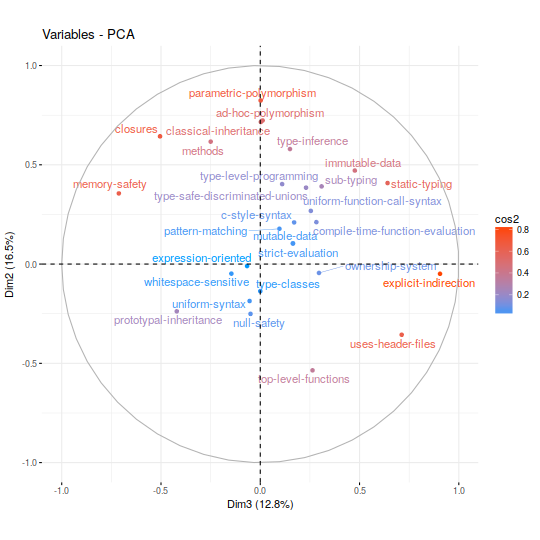 Variables - PCA
1.0
parametric-polymorphism
ad-hoc-polymorphism
closures classical-inheritance
type-inference
methods
0.5
immutable-data
type-level-programming sub-typing static-typing
memory-safety
type-safe-discriminated-unions
uniform-function-call-syntax
c-style-syntax
pattern-matching mutable-data compile-time-function-evaluation
strict-evaluation
expression-oriented
0.0
ownership-system
whitespace-sensitive type-classes explicit-indirection
uniform-syntax
prototypal-inheritance
null-safety
uses-header-files
-0.5
top-level-functions
-1.0
-1.0 -0.5 0.0 0.5 1.0
Dim3 (12.8%)
Dim2 (16.5%)
cos2
0.8
0.6
0.4
0.2